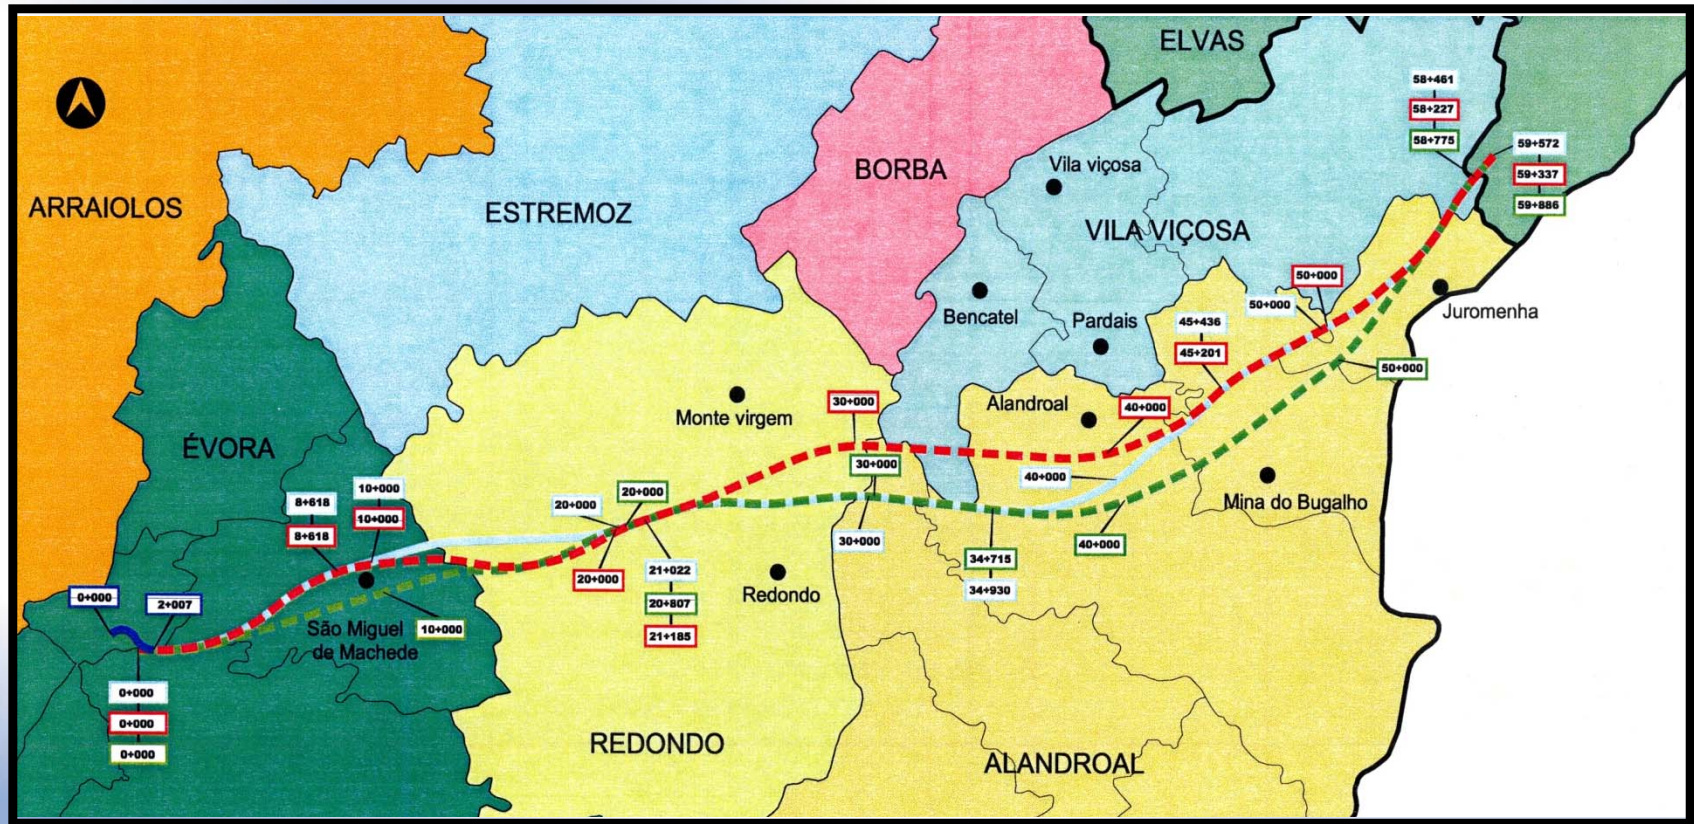 ELVAS
58+461
58+227
58+775
59+572
59+337
59+886
BORBA
Vila viçosa
ARRAIOLOS
ESTREMOZ
VILA VIÇOSA
50+000
50+000
Bencatel
Pardais
Juromenha
45+436
45+201
50+000
Monte virgem
30+000
Alandroal
40+000
ÉVORA
30+000
40+000
Mina do Bugalho
8+618
8+618
10+000
10+000
20+000
20+000
30+000
40+000
34+715
34+930
20+000
21+022
20+807
21+185
Redondo
0+000
2+007
São Miguel
de Machede
10+000
0+000
0+000
0+000
REDONDO
ALANDROAL